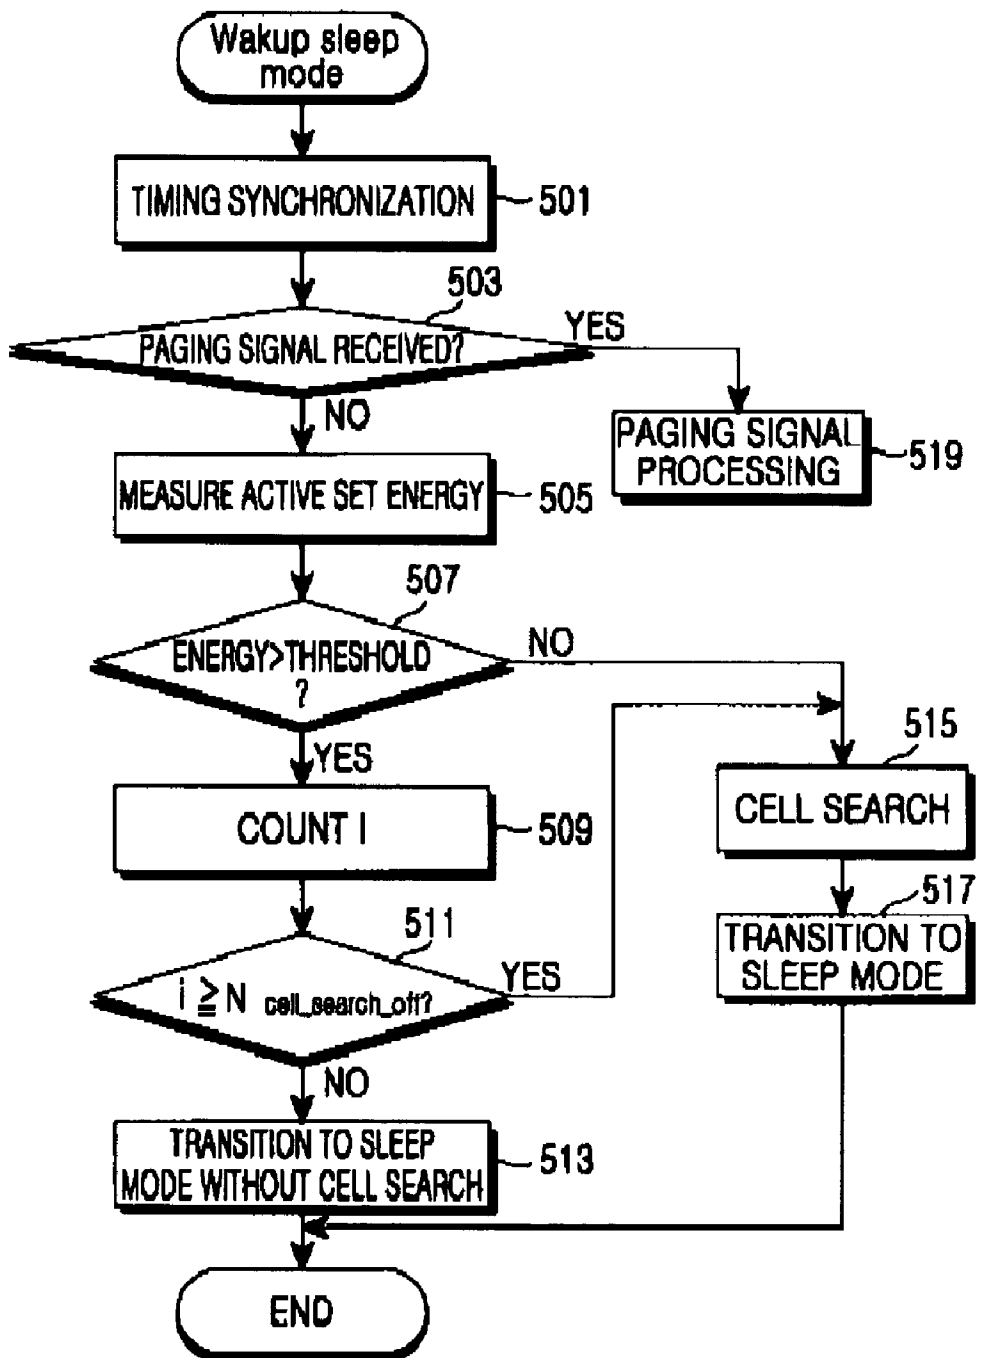 Wakup sleep
mode
TIMING SYNCHRONIZATION
501
503
PAGING SIGNAL RECEIVED?
YES
NO
PAGING SIGNAL
PROCESSING
519
MEASURE ACTIVE SET ENERGY
505
507
ENERGY>THRESHOLD
?
NO
YES
515
COUNT I
509
CELL SEARCH
517
511
TRANSITION TO
SLEEP MODE
i ≧ N cell_search_off?
YES
NO
TRANSITION TO SLEEP
MODE WITHOUT CELL SEARCH
513
END